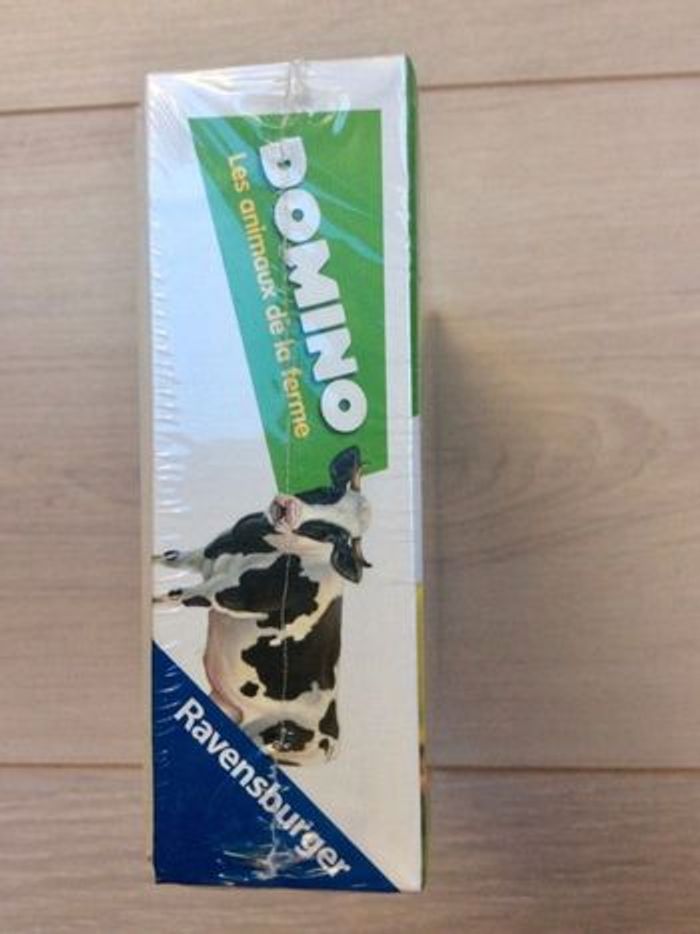 DOMINO
Les animaux de la ferme
Ravensburger